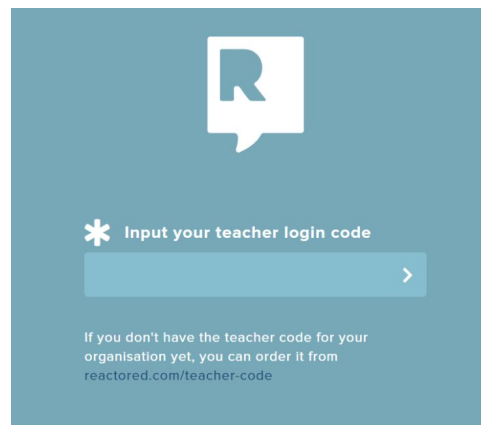 R
Input your teacher login code
If you don't have the teacher code for your
organisation yet, you can order it from
reactored.com/teacher-code